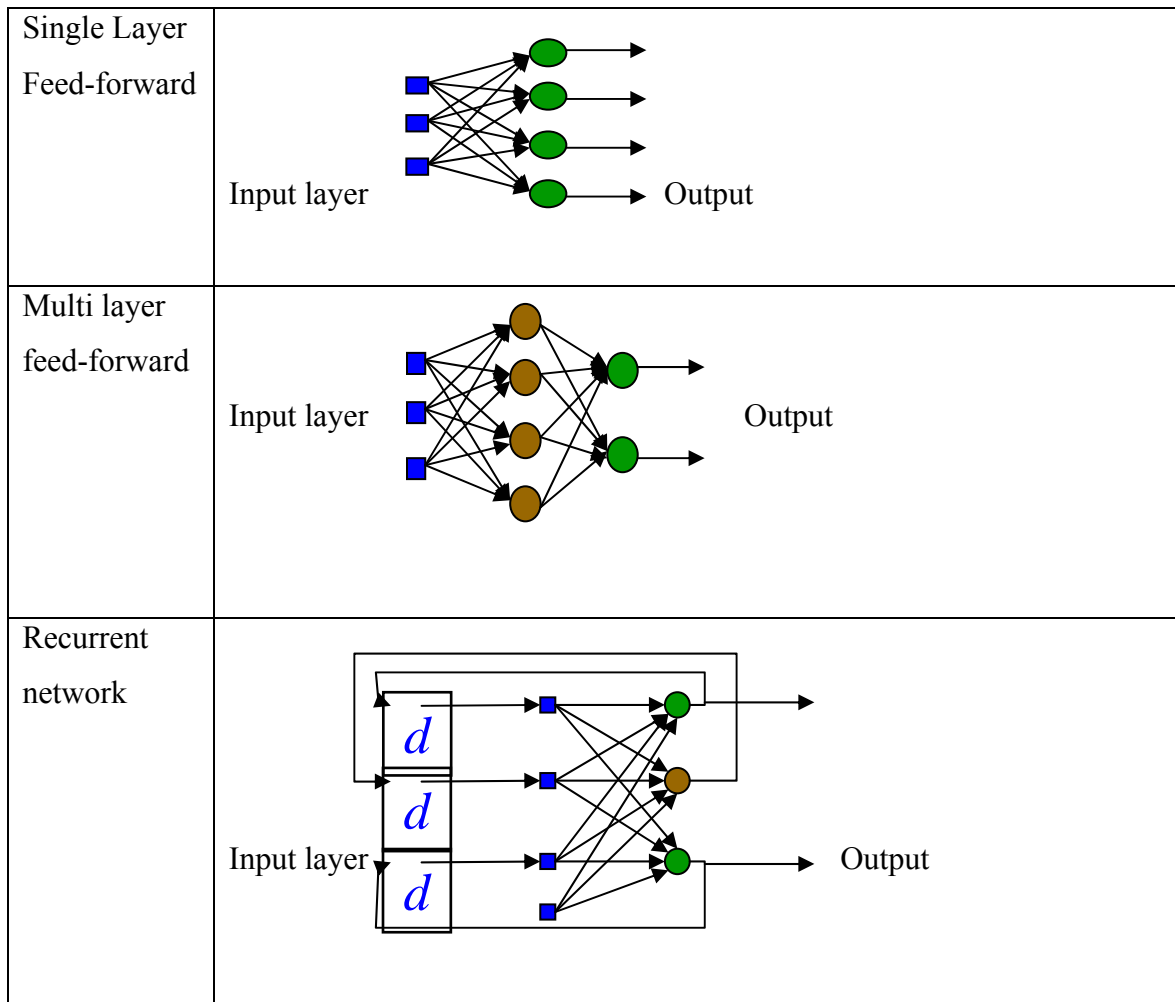 Single Layer
Feed-forward
Input layer
Output
Multi layer
feed-forward
Input layer
Output
Recurrent
network
d
d
Input layer
d
Output